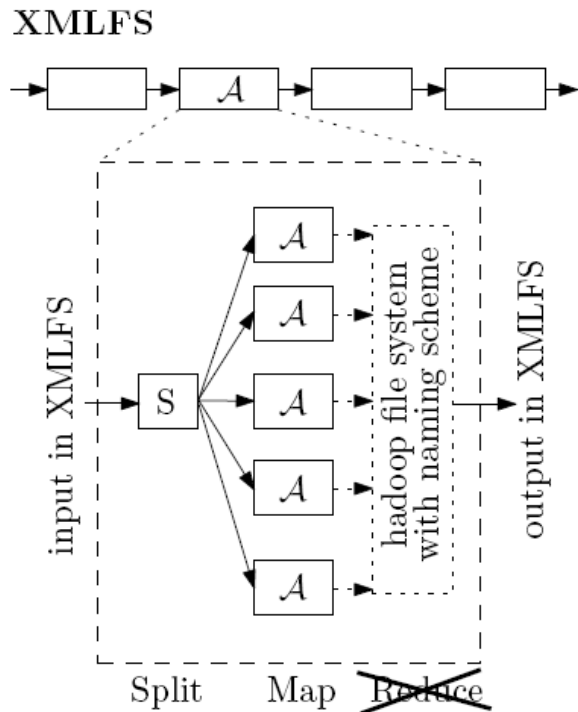 XMLFS
𝒜
input in XMLFS
S
𝒜
𝒜
𝒜
𝒜
𝒜
hadoop file system
with naming scheme
output in XMLFS
Split
Map
Reduce